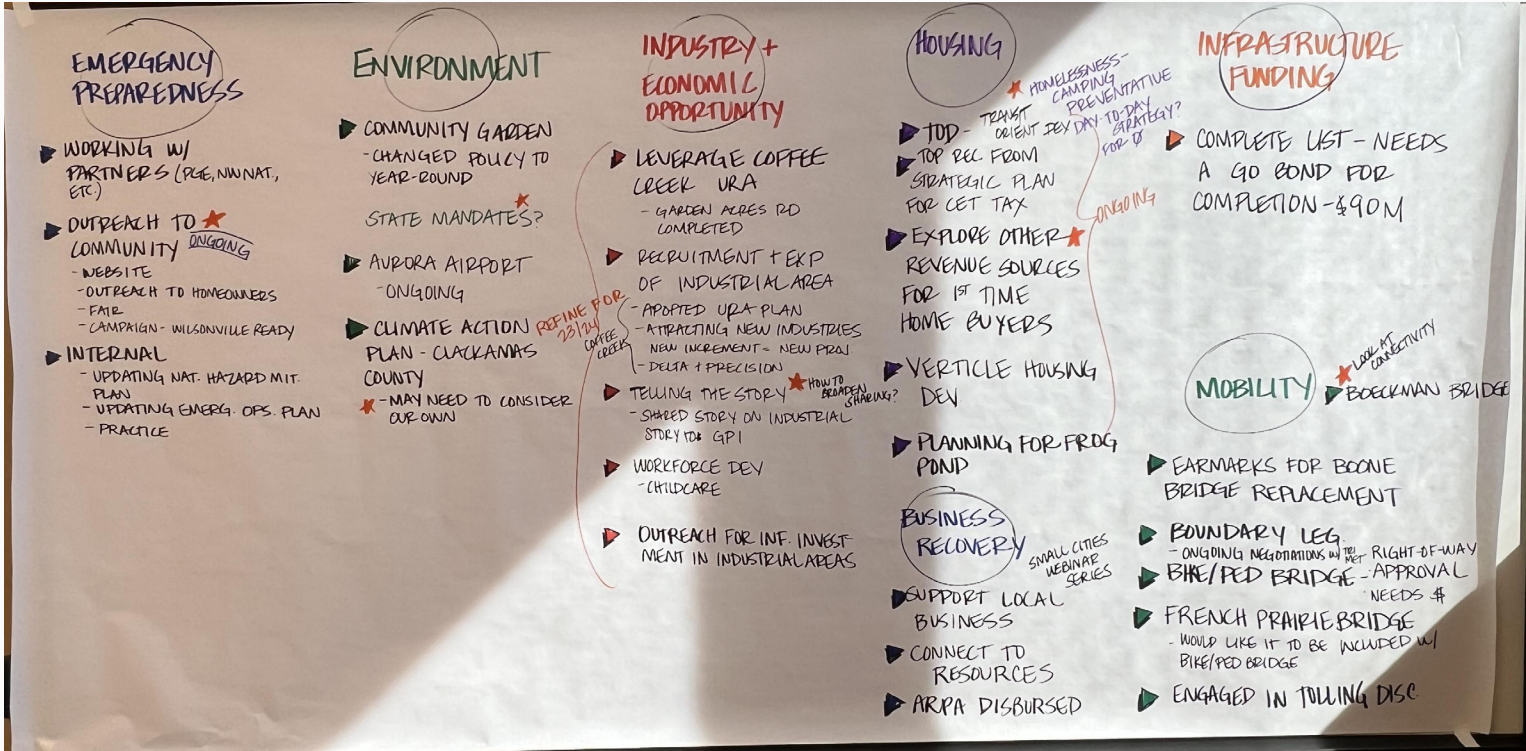 EMERGENCY
PREPAREDNESS
WORKING W/
PARTNERS (PGE, NW NAT.,
ETC.)
OUTREACH TO
COMMUNITY ONGOING
- WEBSITE
- OUTREACH TO HOMEOWNERS
- FAIR
- CAMPAIGN - WILSONVILLE READY
INTERNAL
- UPDATING NAT. HAZARD MIT.
PLAN
- UPDATING EMERG. OPS. PLAN
- PRACTICE
ENVIRONMENT
COMMUNITY GARDEN
- CHANGED POLICY TO
YEAR-ROUND
STATE MANDATES?
AURORA AIRPORT
- ONGOING
CLIMATE ACTION
PLAN - CLACKAMAS
COUNTY
- MAY NEED TO CONSIDER
OUR OWN
INDUSTRY +
ECONOMIC
OPPORTUNITY
LEVERAGE COFFEE
CREEK URA
- GARDEN ACRES RD
COMPLETED
RECRUITMENT + EXP
OF INDUSTRIAL AREA
REFINE FOR
23/24
COFFEE
CREEK
- ADOPTED URA PLAN
- ATTRACTING NEW INDUSTRIES
NEW INCREMENT = NEW PROJ
- DELTA + PRECISION
TELLING THE STORY
HOW TO
BROADEN
SHARING?
- SHARED STORY ON INDUSTRIAL
STORY TO GPI
WORKFORCE DEV
- CHILDCARE
OUTREACH FOR INF. INVEST-
MENT IN INDUSTRIAL AREAS
HOUSING
HOMELESSNESS -
CAMPING
PREVENTATIVE
DAY-TO-DAY
STRATEGY?
FOR Ø
TOD - TRANSIT
ORIENT DEV
TOP REC FROM
STRATEGIC PLAN
FOR CET TAX
ONGOING
EXPLORE OTHER
REVENUE SOURCES
FOR 1ST TIME
HOME BUYERS
VERTICLE HOUSING
DEV
PLANNING FOR FROG
POND
BUSINESS
RECOVERY
SMALL CITIES
WEBINAR
SERIES
SUPPORT LOCAL
BUSINESS
CONNECT TO
RESOURCES
ARPA DISBURSED
INFRASTRUCTURE
FUNDING
COMPLETE LIST - NEEDS
A GO BOND FOR
COMPLETION - $90M
MOBILITY
LOOK AT
CONNECTIVITY
BOECKMAN BRIDGE
EARMARKS FOR BOONE
BRIDGE REPLACEMENT
BOUNDARY LEG.
- ONGOING NEGOTIATIONS W/ TRI MET
BIKE/PED BRIDGE - RIGHT-OF-WAY
APPROVAL
NEEDS $
FRENCH PRAIRIE BRIDGE
- WOULD LIKE IT TO BE INCLUDED W/
BIKE/PED BRIDGE
ENGAGED IN TOLLING DISC.